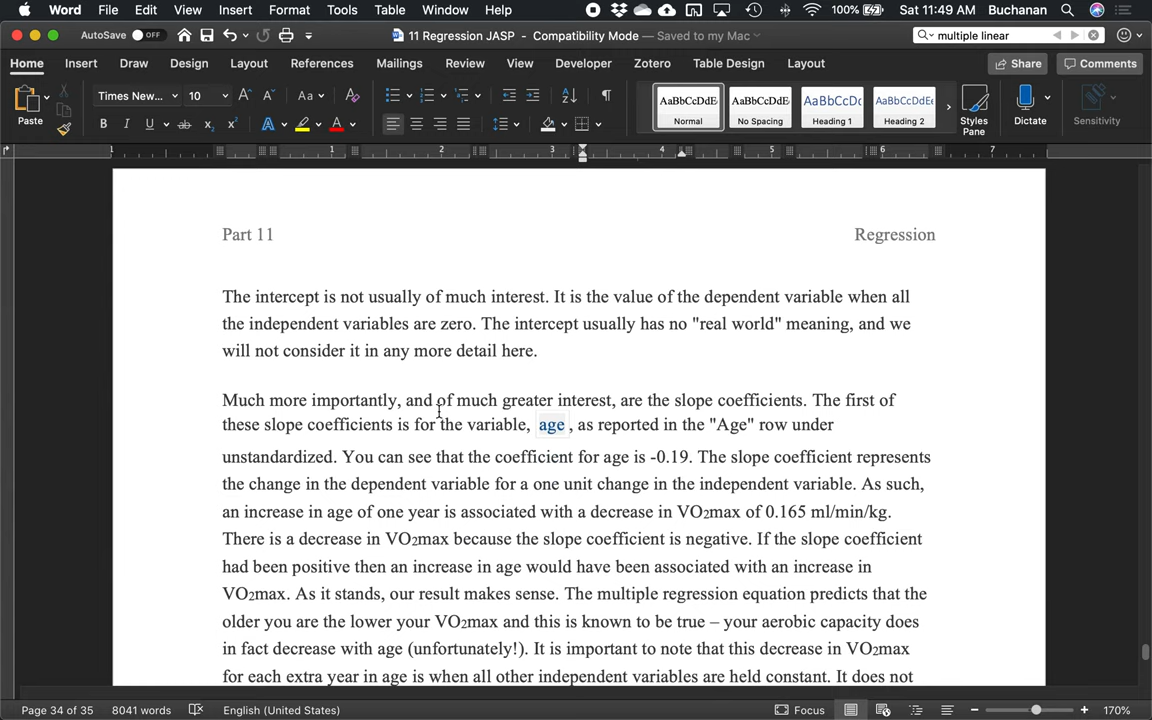 Word File Edit View Insert Format Tools Table Window Help 100% Sat 11:49 AM Buchanan
AutoSave OFF 11 Regression JASP - Compatibility Mode — Saved to my Mac multiple linear
Home Insert Draw Design Layout References Mailings Review View Developer Zotero Table Design Layout Share Comments
Paste Times New... 10 Aa AaBbCcDdE AaBbCcDdE AaBbCcDc AaBbCcDdE Styles Pane Dictate Sensitivity
B I U ab x₂ x² A A Normal No Spacing Heading 1 Heading 2
1 1 2 3 4 5 6 7
Part 11 Regression
The intercept is not usually of much interest. It is the value of the dependent variable when all
the independent variables are zero. The intercept usually has no "real world" meaning, and we
will not consider it in any more detail here.
Much more importantly, and of much greater interest, are the slope coefficients. The first of
these slope coefficients is for the variable, age , as reported in the "Age" row under
unstandardized. You can see that the coefficient for age is -0.19. The slope coefficient represents
the change in the dependent variable for a one unit change in the independent variable. As such,
an increase in age of one year is associated with a decrease in VO₂max of 0.165 ml/min/kg.
There is a decrease in VO₂max because the slope coefficient is negative. If the slope coefficient
had been positive then an increase in age would have been associated with an increase in
VO₂max. As it stands, our result makes sense. The multiple regression equation predicts that the
older you are the lower your VO₂max and this is known to be true – your aerobic capacity does
in fact decrease with age (unfortunately!). It is important to note that this decrease in VO₂max
for each extra year in age is when all other independent variables are held constant. It does not
Page 34 of 35 8041 words English (United States) Focus 170%